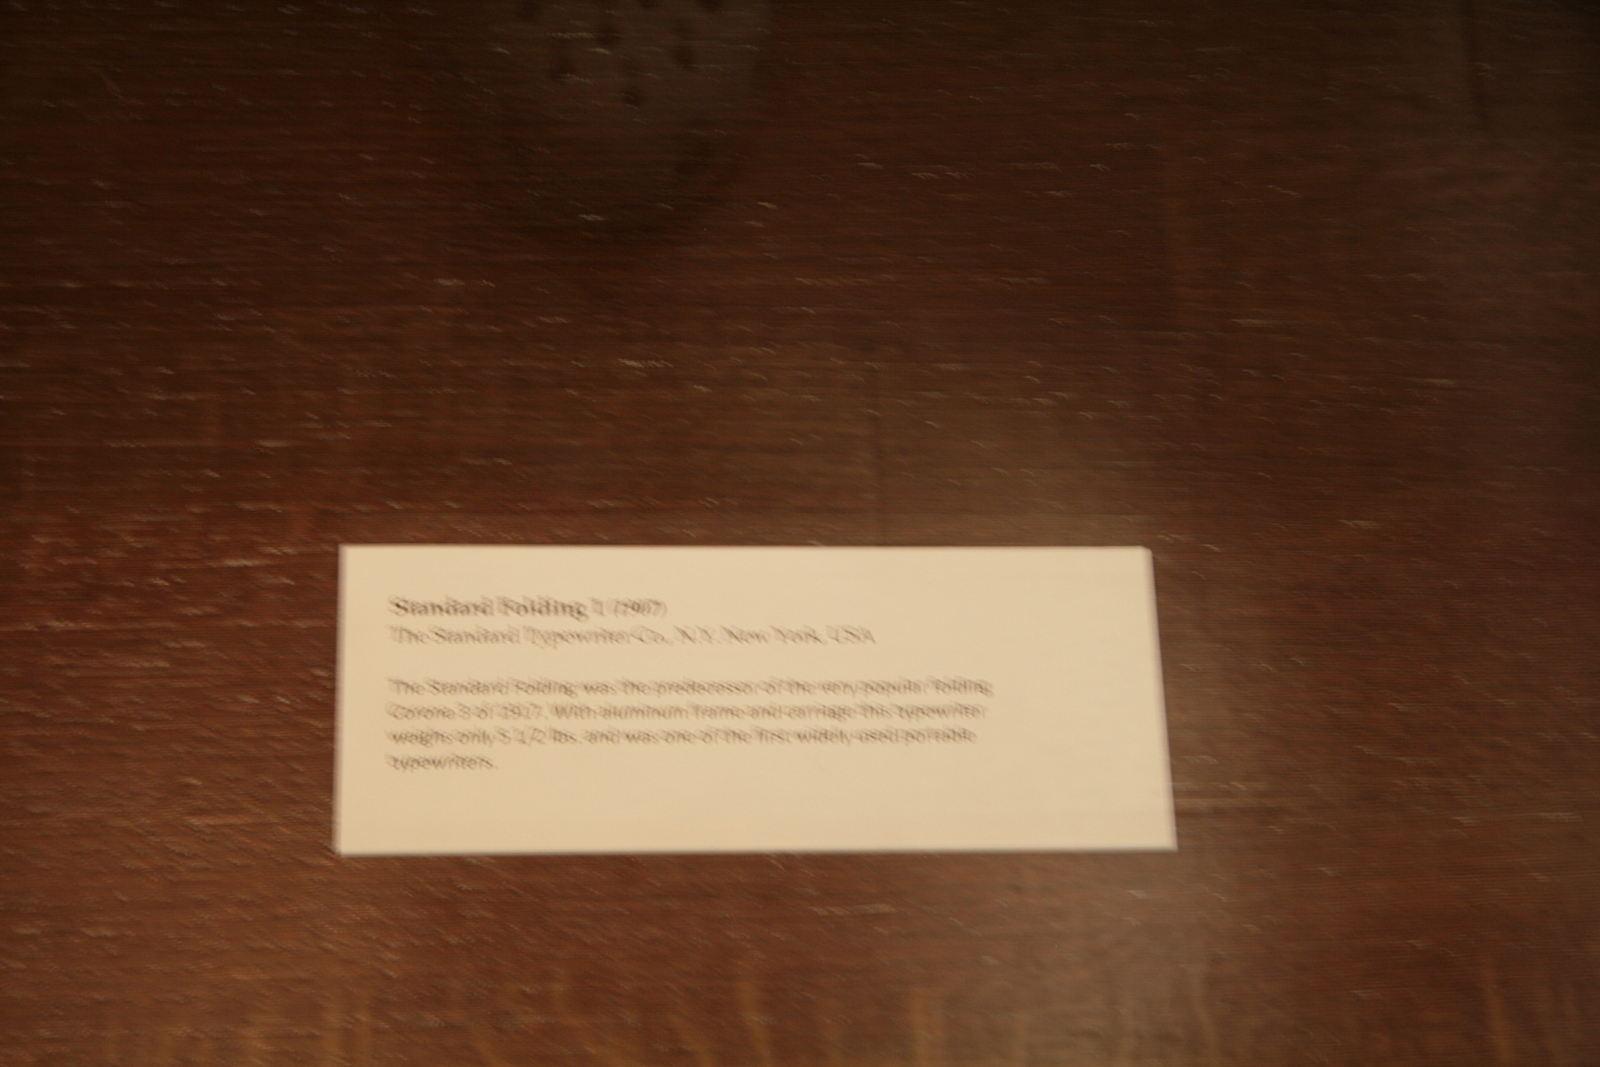 Standard Folding 1 (1907)
The Standard Typewriter Co., N.Y. New York, USA
The Standard Folding was the predecessor of the very popular folding
Corona 3 of 1917. With aluminum frame and carriage this typewriter
weighs only 5 1/2 lbs. and was one of the first widely used portable
typewriters.